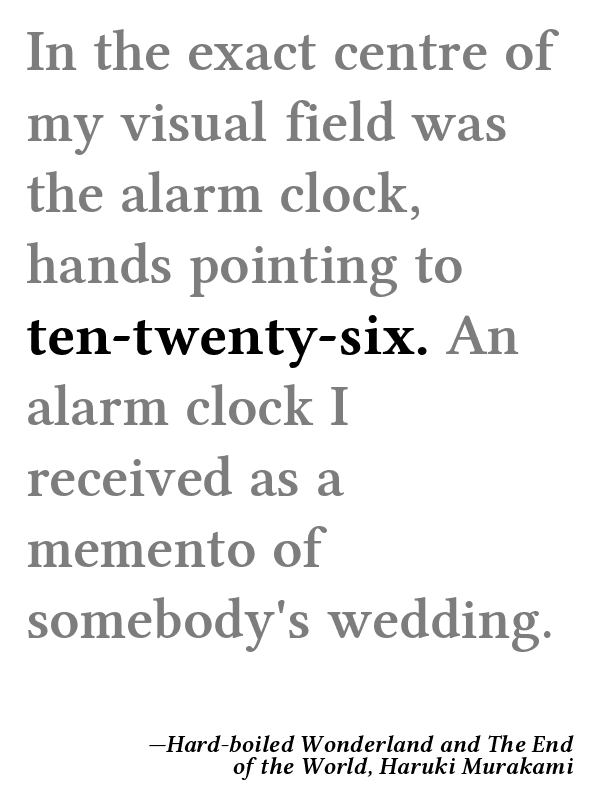 In the exact centre of
my visual field was
the alarm clock,
hands pointing to
ten-twenty-six. An
alarm clock I
received as a
memento of
somebody's wedding.
—Hard-boiled Wonderland and The End
of the World, Haruki Murakami